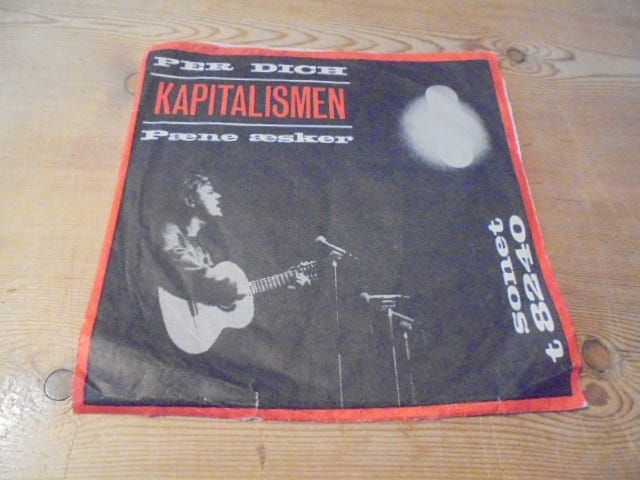 PER DICH
KAPITALISMEN
Pæne æsker
sonet
t 8240